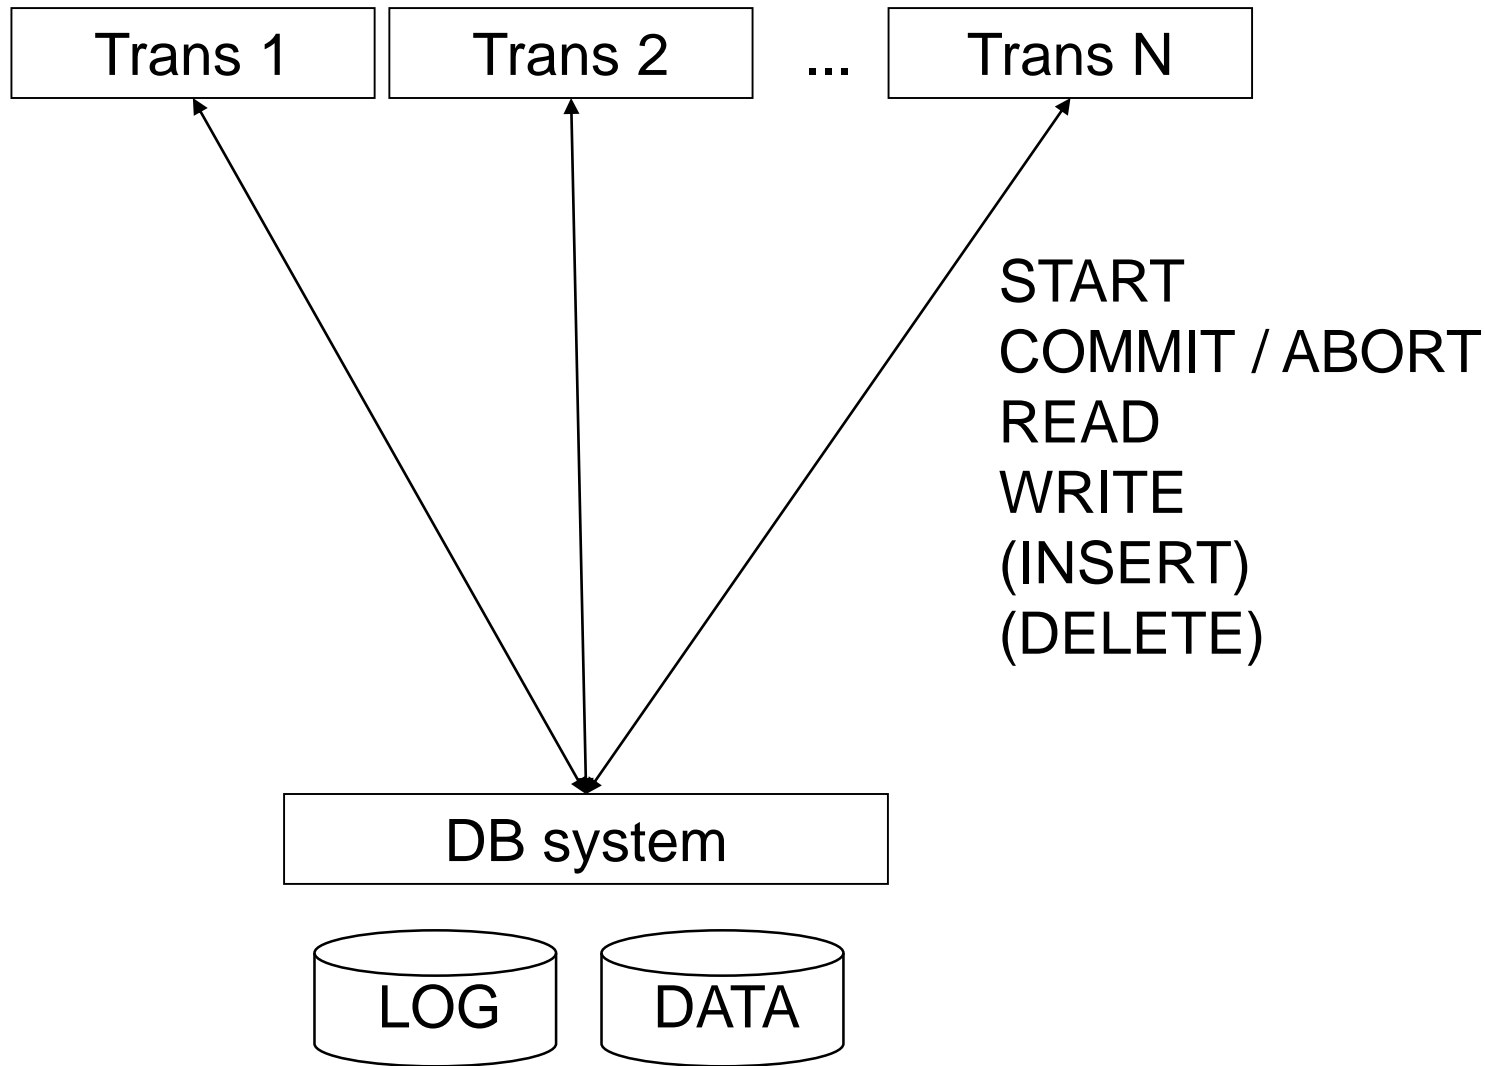 Trans 1
Trans 2
...
Trans N
START
COMMIT / ABORT
READ
WRITE
(INSERT)
(DELETE)
DB system
LOG
DATA